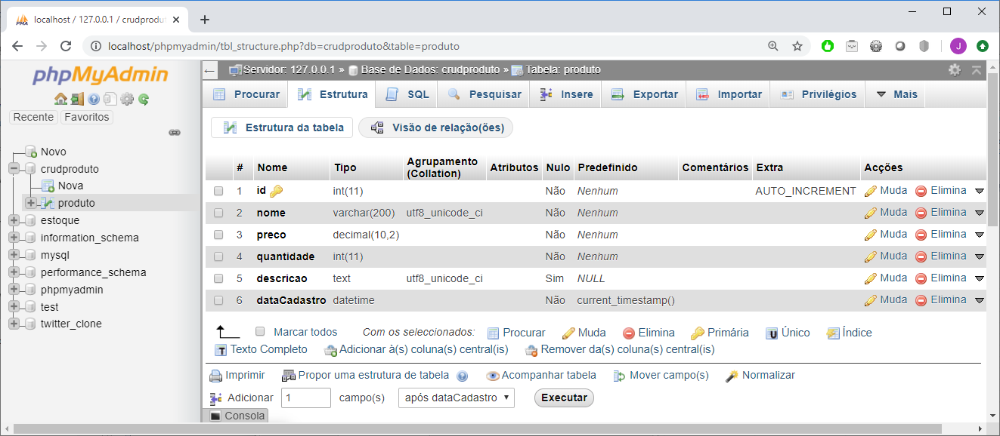 localhost / 127.0.0.1 / crudprodut
localhost/phpmyadmin/tbl_structure.php?db=crudproduto&table=produto
J
phpMyAdmin
Recente Favoritos
Novo
crudproduto
Nova
produto
estoque
information_schema
mysql
performance_schema
phpmyadmin
test
twitter_clone
Servidor: 127.0.0.1 » Base de Dados: crudproduto » Tabela: produto
Procurar Estrutura SQL Pesquisar Insere Exportar Importar Privilégios Mais
Estrutura da tabela Visão de relação(ões)
# Nome Tipo Agrupamento (Collation) Atributos Nulo Predefinido Comentários Extra Acções
1 id int(11) Não Nenhum AUTO_INCREMENT Muda Elimina
2 nome varchar(200) utf8_unicode_ci Não Nenhum Muda Elimina
3 preco decimal(10,2) Não Nenhum Muda Elimina
4 quantidade int(11) Não Nenhum Muda Elimina
5 descricao text utf8_unicode_ci Sim NULL Muda Elimina
6 dataCadastro datetime Não current_timestamp() Muda Elimina
Marcar todos Com os seleccionados: Procurar Muda Elimina Primária Único Índice
Texto Completo Adicionar à(s) coluna(s) central(is) Remover da(s) coluna(s) central(is)
Imprimir Propor uma estrutura de tabela Acompanhar tabela Mover campo(s) Normalizar
Adicionar 1 campo(s) após dataCadastro Executar
Consola